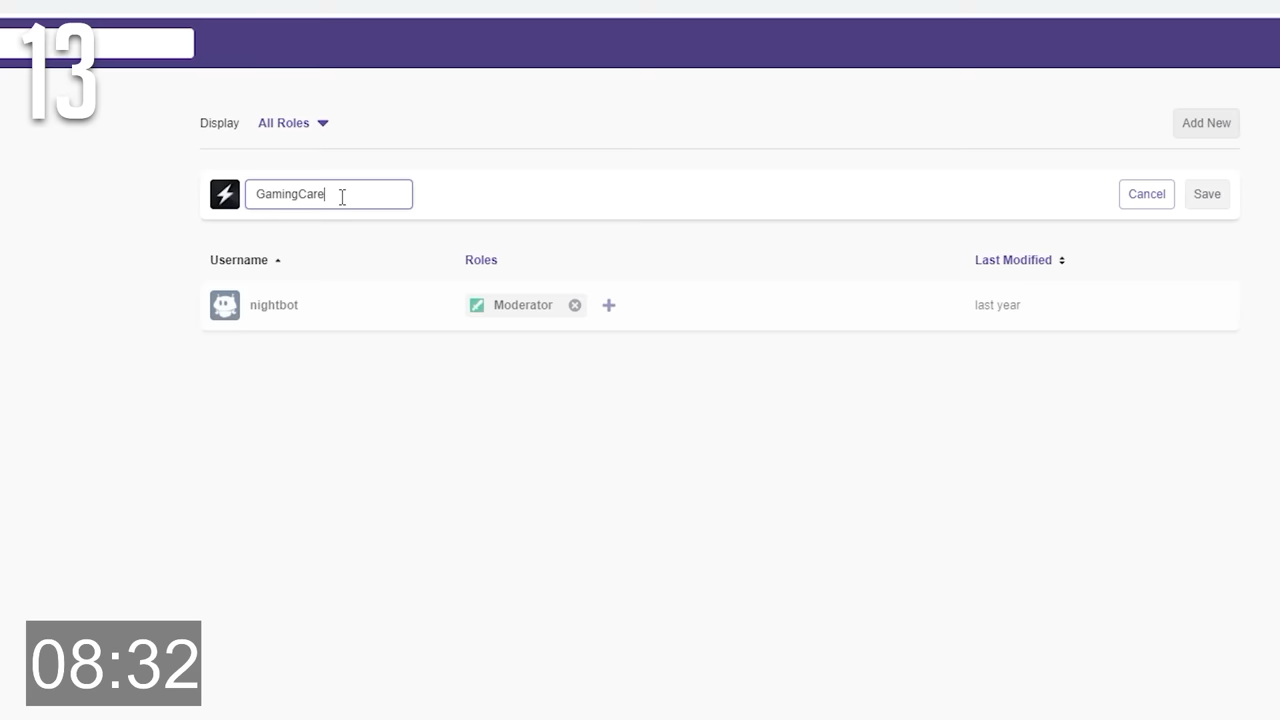 13
Display All Roles Add New
GamingCare Cancel Save
Username Roles Last Modified
nightbot Moderator last year
08:32